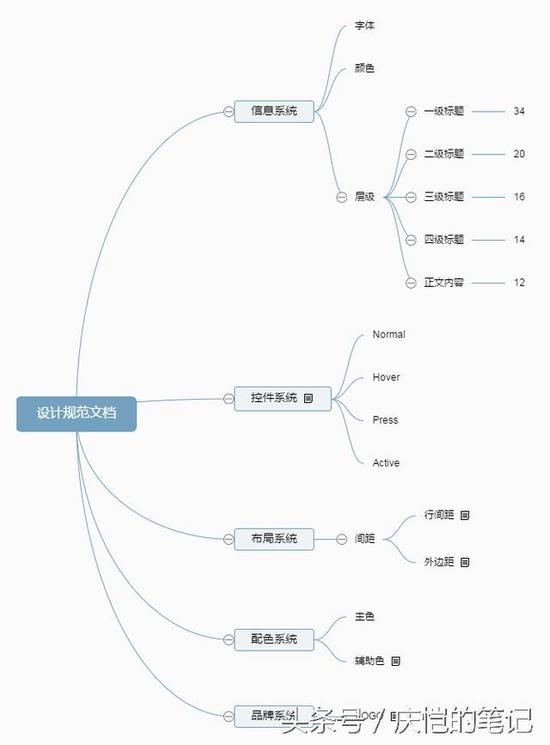 设计规范文档
信息系统
字体
颜色
层级
一级标题 34
二级标题 20
三级标题 16
四级标题 14
正文内容 12
控件系统
Normal
Hover
Press
Active
布局系统
间距
行间距
外边距
配色系统
主色
辅助色
品牌系统
LOGO
头条号/庆恺的笔记